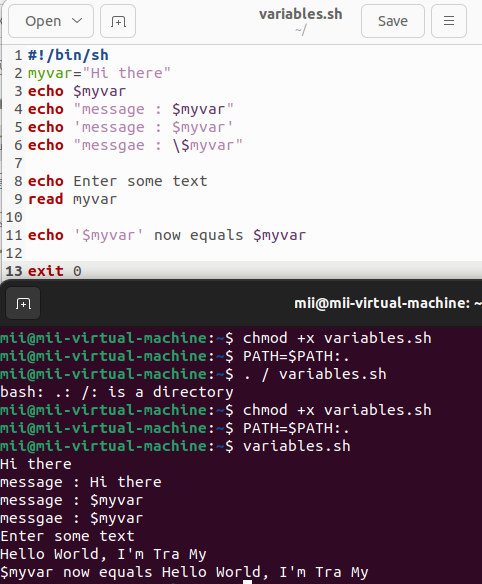 Open
variables.sh
~/
Save
1 #!/bin/sh
2 myvar="Hi there"
3 echo $myvar
4 echo "message : $myvar"
5 echo 'message : $myvar'
6 echo "messgae : \$myvar"
7
8 echo Enter some text
9 read myvar
10
11 echo '$myvar' now equals $myvar
12
13 exit 0
mii@mii-virtual-machine: ~
mii@mii-virtual-machine:~$ chmod +x variables.sh
mii@mii-virtual-machine:~$ PATH=$PATH:.
mii@mii-virtual-machine:~$ . / variables.sh
bash: .: /: is a directory
mii@mii-virtual-machine:~$ chmod +x variables.sh
mii@mii-virtual-machine:~$ PATH=$PATH:.
mii@mii-virtual-machine:~$ variables.sh
Hi there
message : Hi there
message : $myvar
messgae : $myvar
Enter some text
Hello World, I'm Tra My
$myvar now equals Hello World, I'm Tra My